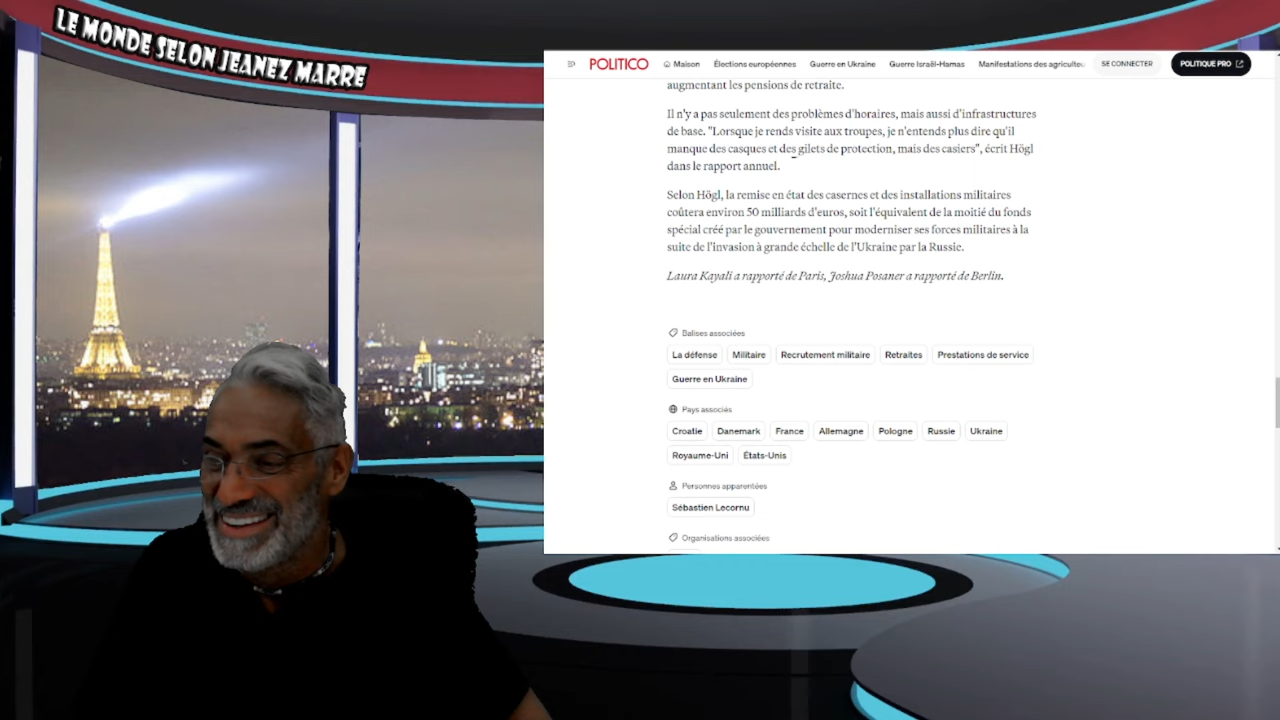 LE MONDE SELON JEANEZ MARRE
POLITICO Maison Élections européennes Guerre en Ukraine Guerre Israël-Hamas Manifestations des agriculteu SE CONNECTER POLITIQUE PRO
augmentant les pensions de retraite.
Il n'y a pas seulement des problèmes d'horaires, mais aussi d'infrastructures
de base. "Lorsque je rends visite aux troupes, je n'entends plus dire qu'il
manque des casques et des gilets de protection, mais des casiers", écrit Högl
dans le rapport annuel.
Selon Högl, la remise en état des casernes et des installations militaires
coûtera environ 50 milliards d'euros, soit l'équivalent de la moitié du fonds
spécial créé par le gouvernement pour moderniser ses forces militaires à la
suite de l'invasion à grande échelle de l'Ukraine par la Russie.
Laura Kayali a rapporté de Paris, Joshua Posaner a rapporté de Berlin.
Balises associées
La défense Militaire Recrutement militaire Retraites Prestations de service
Guerre en Ukraine
Pays associés
Croatie Danemark France Allemagne Pologne Russie Ukraine
Royaume-Uni États-Unis
Personnes apparentées
Sébastien Lecornu
Organisations associées